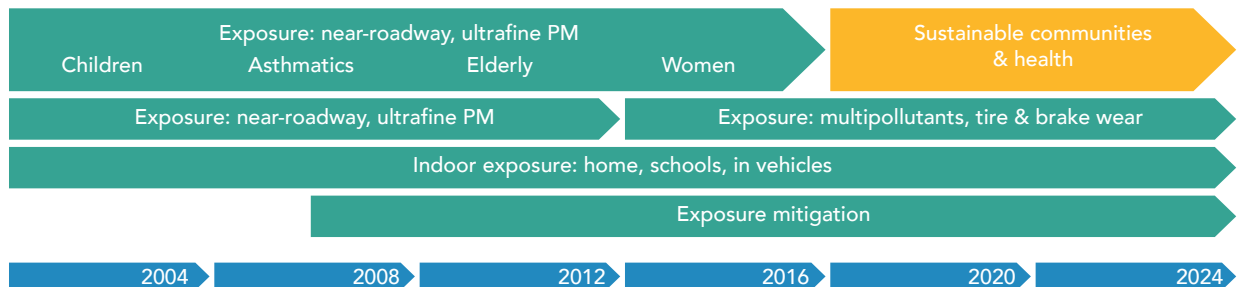 Exposure: near-roadway, ultrafine PM
Children Asthmatics Elderly Women
Sustainable communities
& health
Exposure: near-roadway, ultrafine PM
Exposure: multipollutants, tire & brake wear
Indoor exposure: home, schools, in vehicles
Exposure mitigation
2004 2008 2012 2016 2020 2024